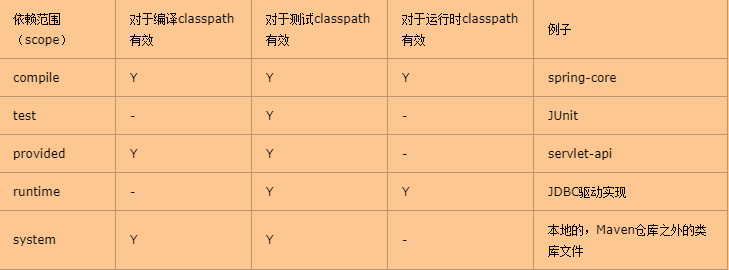 依赖范围 对于编译classpath 对于测试classpath 对于运行时classpath 例子
（scope） 有效 有效 有效
compile Y Y Y spring-core
test - Y - JUnit
provided Y Y - servlet-api
runtime - Y Y JDBC驱动实现
system Y Y - 本地的，Maven仓库之外的类
库文件